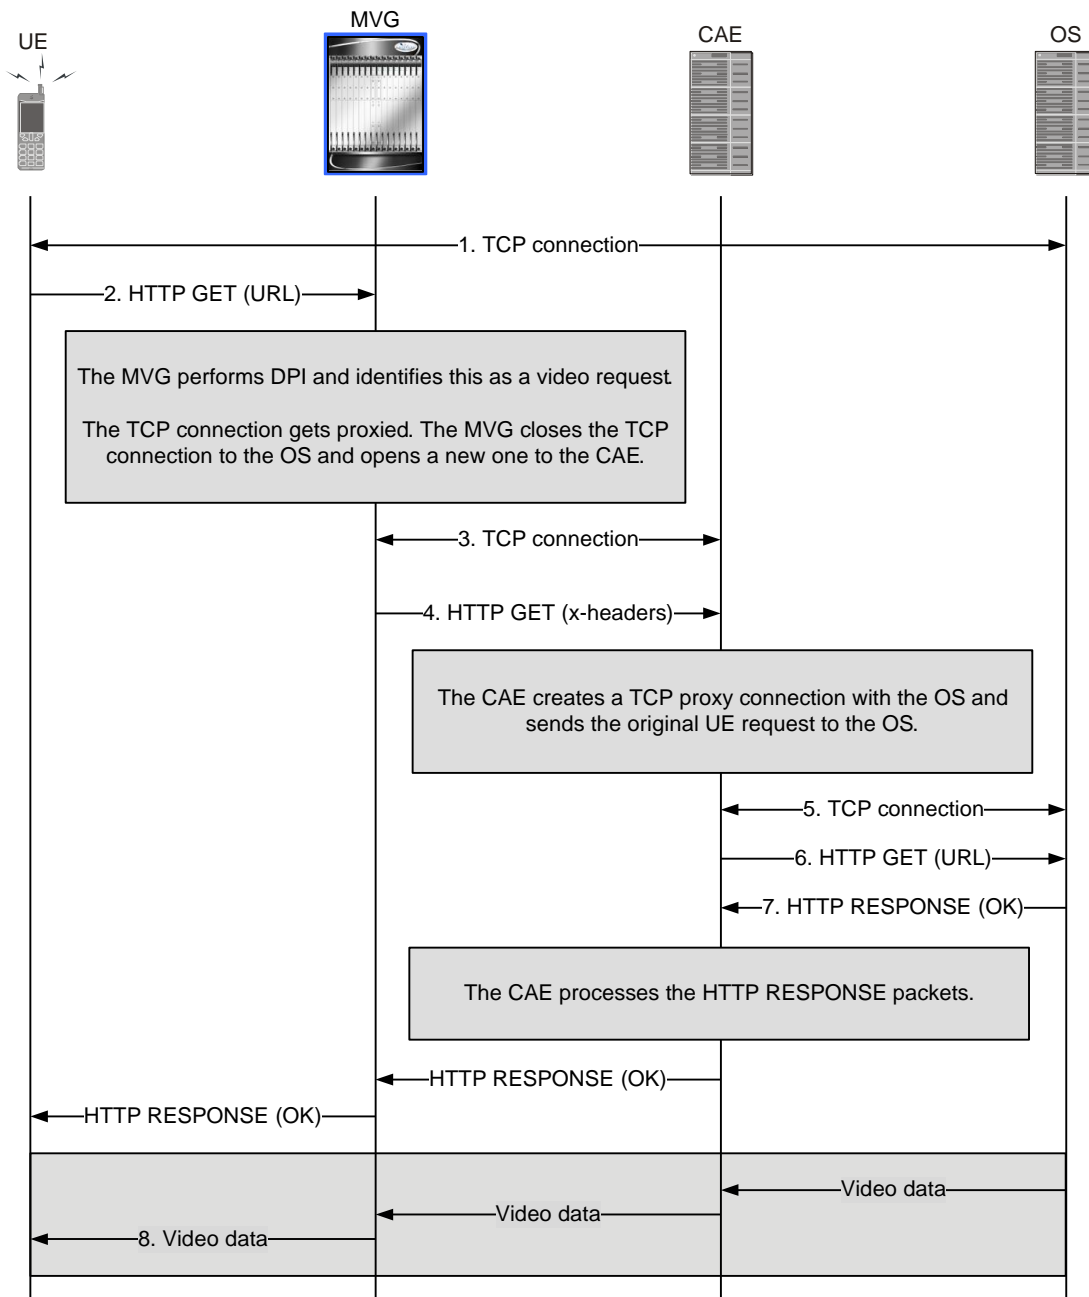 UE
MVG
CAE
OS
1. TCP connection
2. HTTP GET (URL)
The MVG performs DPI and identifies this as a video request.
The TCP connection gets proxied. The MVG closes the TCP
connection to the OS and opens a new one to the CAE.
3. TCP connection
4. HTTP GET (x-headers)
The CAE creates a TCP proxy connection with the OS and
sends the original UE request to the OS.
5. TCP connection
6. HTTP GET (URL)
7. HTTP RESPONSE (OK)
The CAE processes the HTTP RESPONSE packets.
HTTP RESPONSE (OK)
HTTP RESPONSE (OK)
Video data
Video data
8. Video data